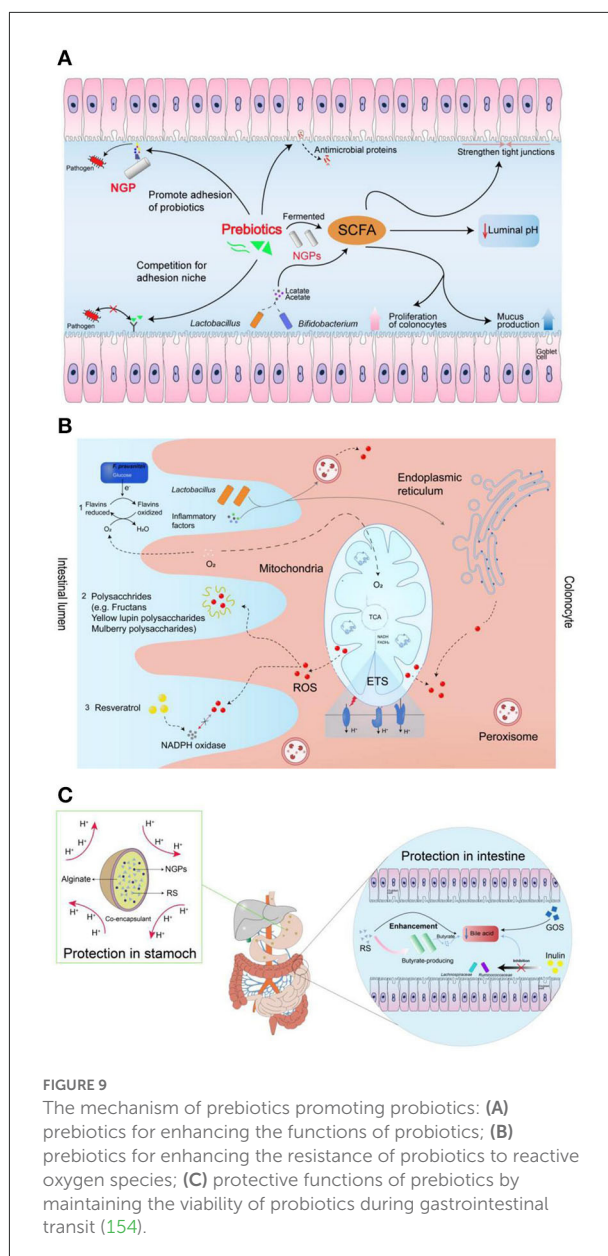 A
Pathogen
NGP
Promote adhesion
of probiotics
Antimicrobial proteins
Strengthen tight junctions
Prebiotics
Fermented
NGPs
SCFA
Luminal pH
Competition for
adhesion niche
Lcatate
Acetate
Pathogen
Lactobacillus
Bifidobacterium
Proliferation
of colonocytes
Mucus
production
Goblet
cell
B
Intestinal lumen
F. prausnitzii
Glucose
e-
1
Flavins
reduced
Flavins
oxidized
O₂
H₂O
Lactobacillus
Inflammatory
factors
O₂
Endoplasmic
reticulum
Mitochondria
O₂
TCA
NADH
FADH₂
2 Polysacchrides
(e.g. Fructans
Yellow lupin polysaccharides
Mulberry polysaccharides)
ROS
ETS
H⁺
H⁺
H⁺
3 Resveratrol
NADPH oxidase
Peroxisome
Colonocyte
C
H⁺
H⁺
H⁺
H⁺
Alginate
NGPs
RS
Co-encapsulant
H⁺
H⁺
H⁺
H⁺
Protection in stamoch
Protection in intestine
RS
Enhancement
Butyrate
Butyrate-producing
Bile acid
GOS
Inhibition
Inulin
Lachnospiraceae
Ruminococcaceae
FIGURE 9
The mechanism of prebiotics promoting probiotics: (A)
prebiotics for enhancing the functions of probiotics; (B)
prebiotics for enhancing the resistance of probiotics to reactive
oxygen species; (C) protective functions of prebiotics by
maintaining the viability of probiotics during gastrointestinal
transit (154).